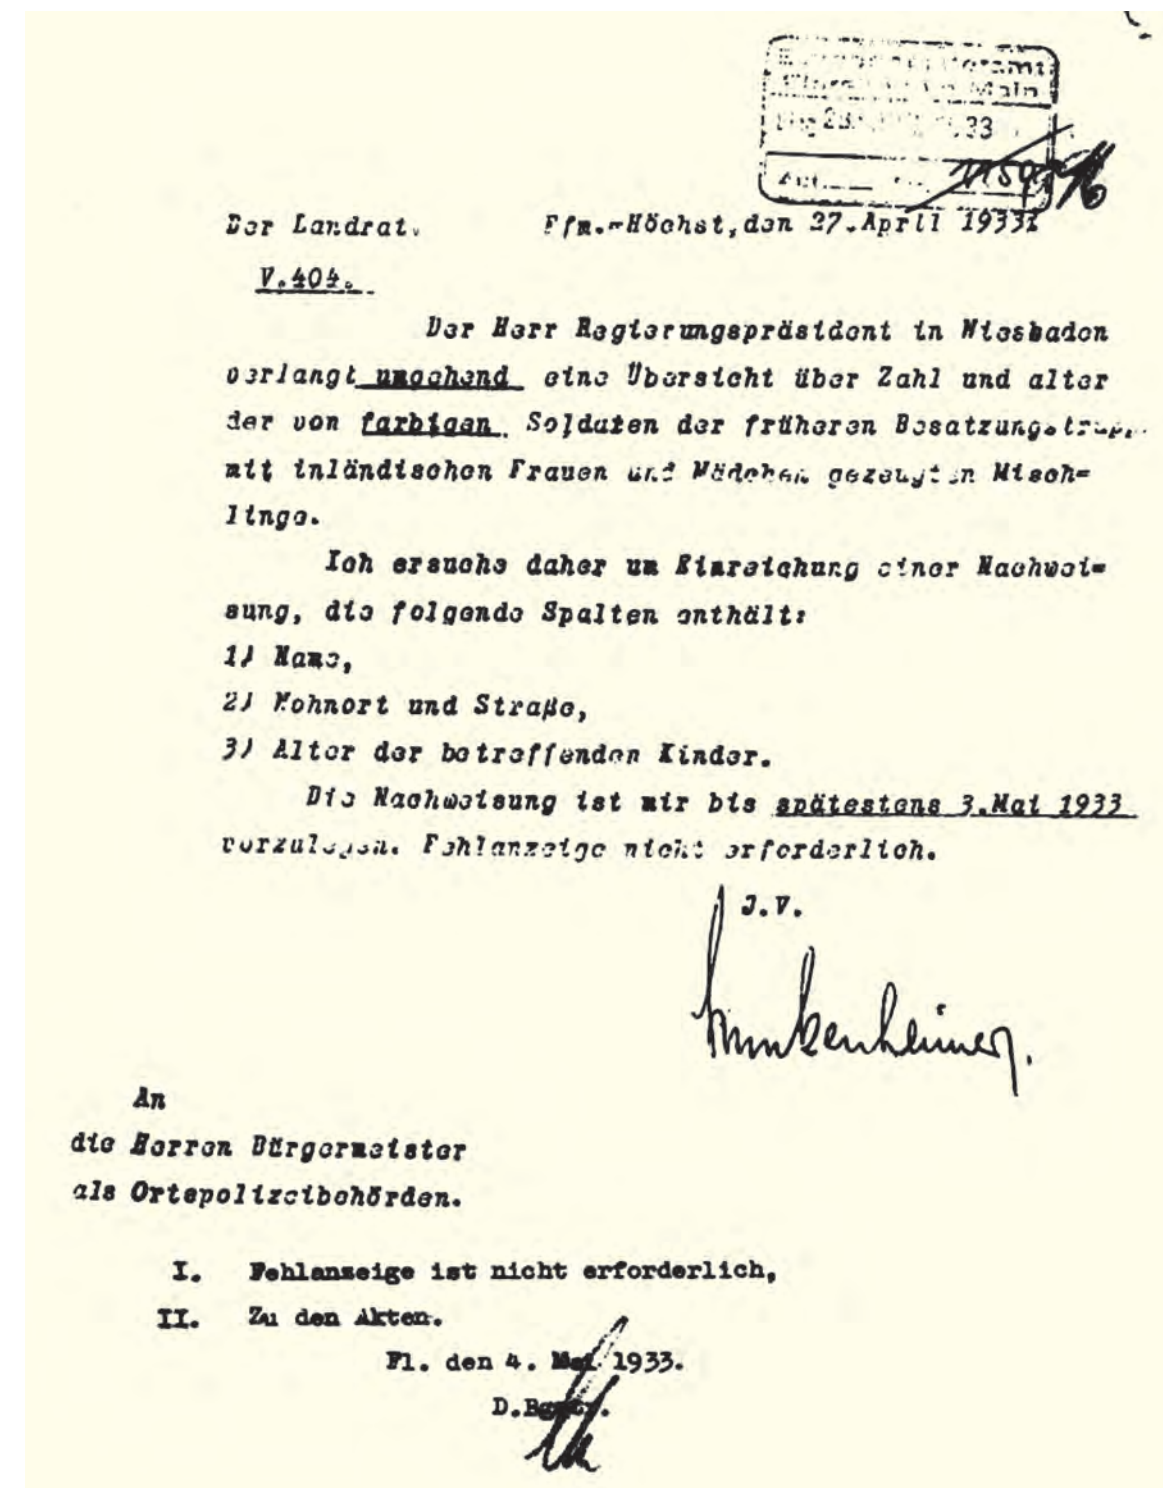 Main
33
Der Landrat. Ffm.-Höchst, den 27. April 1933
V.404.
Der Herr Regierungspräsident in Wiesbaden
verlangt umgehend eine Übersicht über Zahl und alter
der von farbigen Soldaten der früheren Besatzungstrupp
mit inländischen Frauen und Mädchen gezeugten Misch=
linge.
Ich ersuche daher um Einreichung einer Nachwei=
sung, die folgende Spalten enthält:
1) Name,
2) Wohnort und Straße,
3) Alter der betreffenden Kinder.
Die Nachweisung ist mir bis spätestens 3.Mai 1933
vorzulegen. Fehlanzeige nicht erforderlich.
J.V.
An
die Herren Bürgermeister
als Ortspolizeibehörden.
I. Fehlanzeige ist nicht erforderlich,
II. Zu den Akten.
Fl. den 4. Mai 1933.